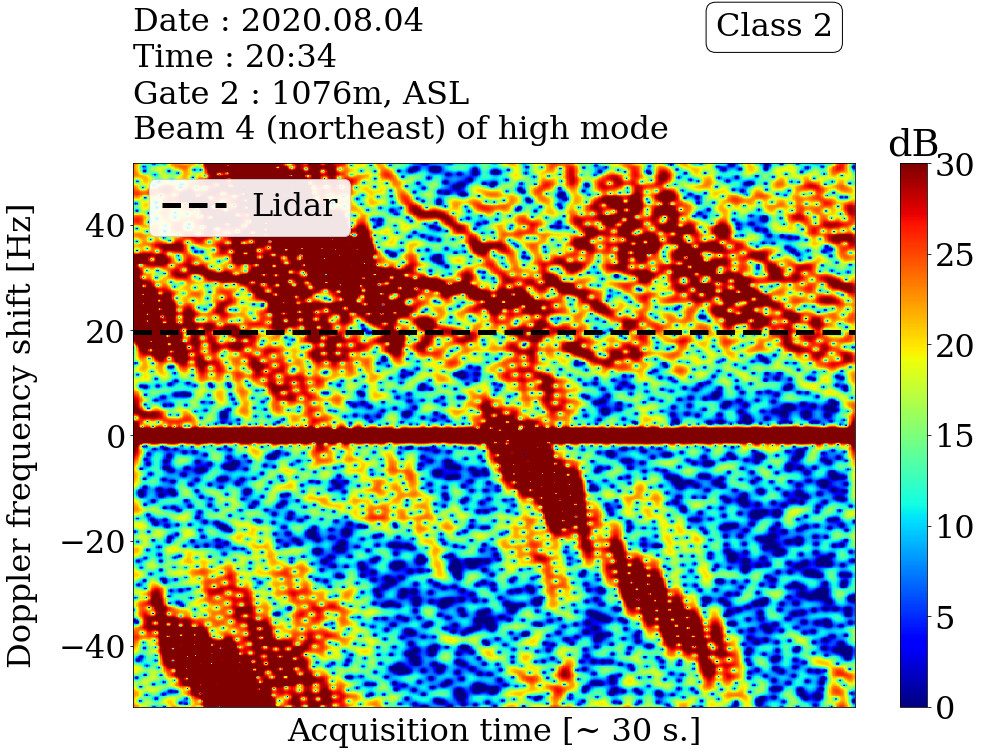 Date : 2020.08.04
Time : 20:34
Gate 2 : 1076m, ASL
Beam 4 (northeast) of high mode
Class 2
dB
Lidar
Doppler frequency shift [Hz]
40
20
0
−20
−40
30
25
20
15
10
5
0
Acquisition time [~ 30 s.]